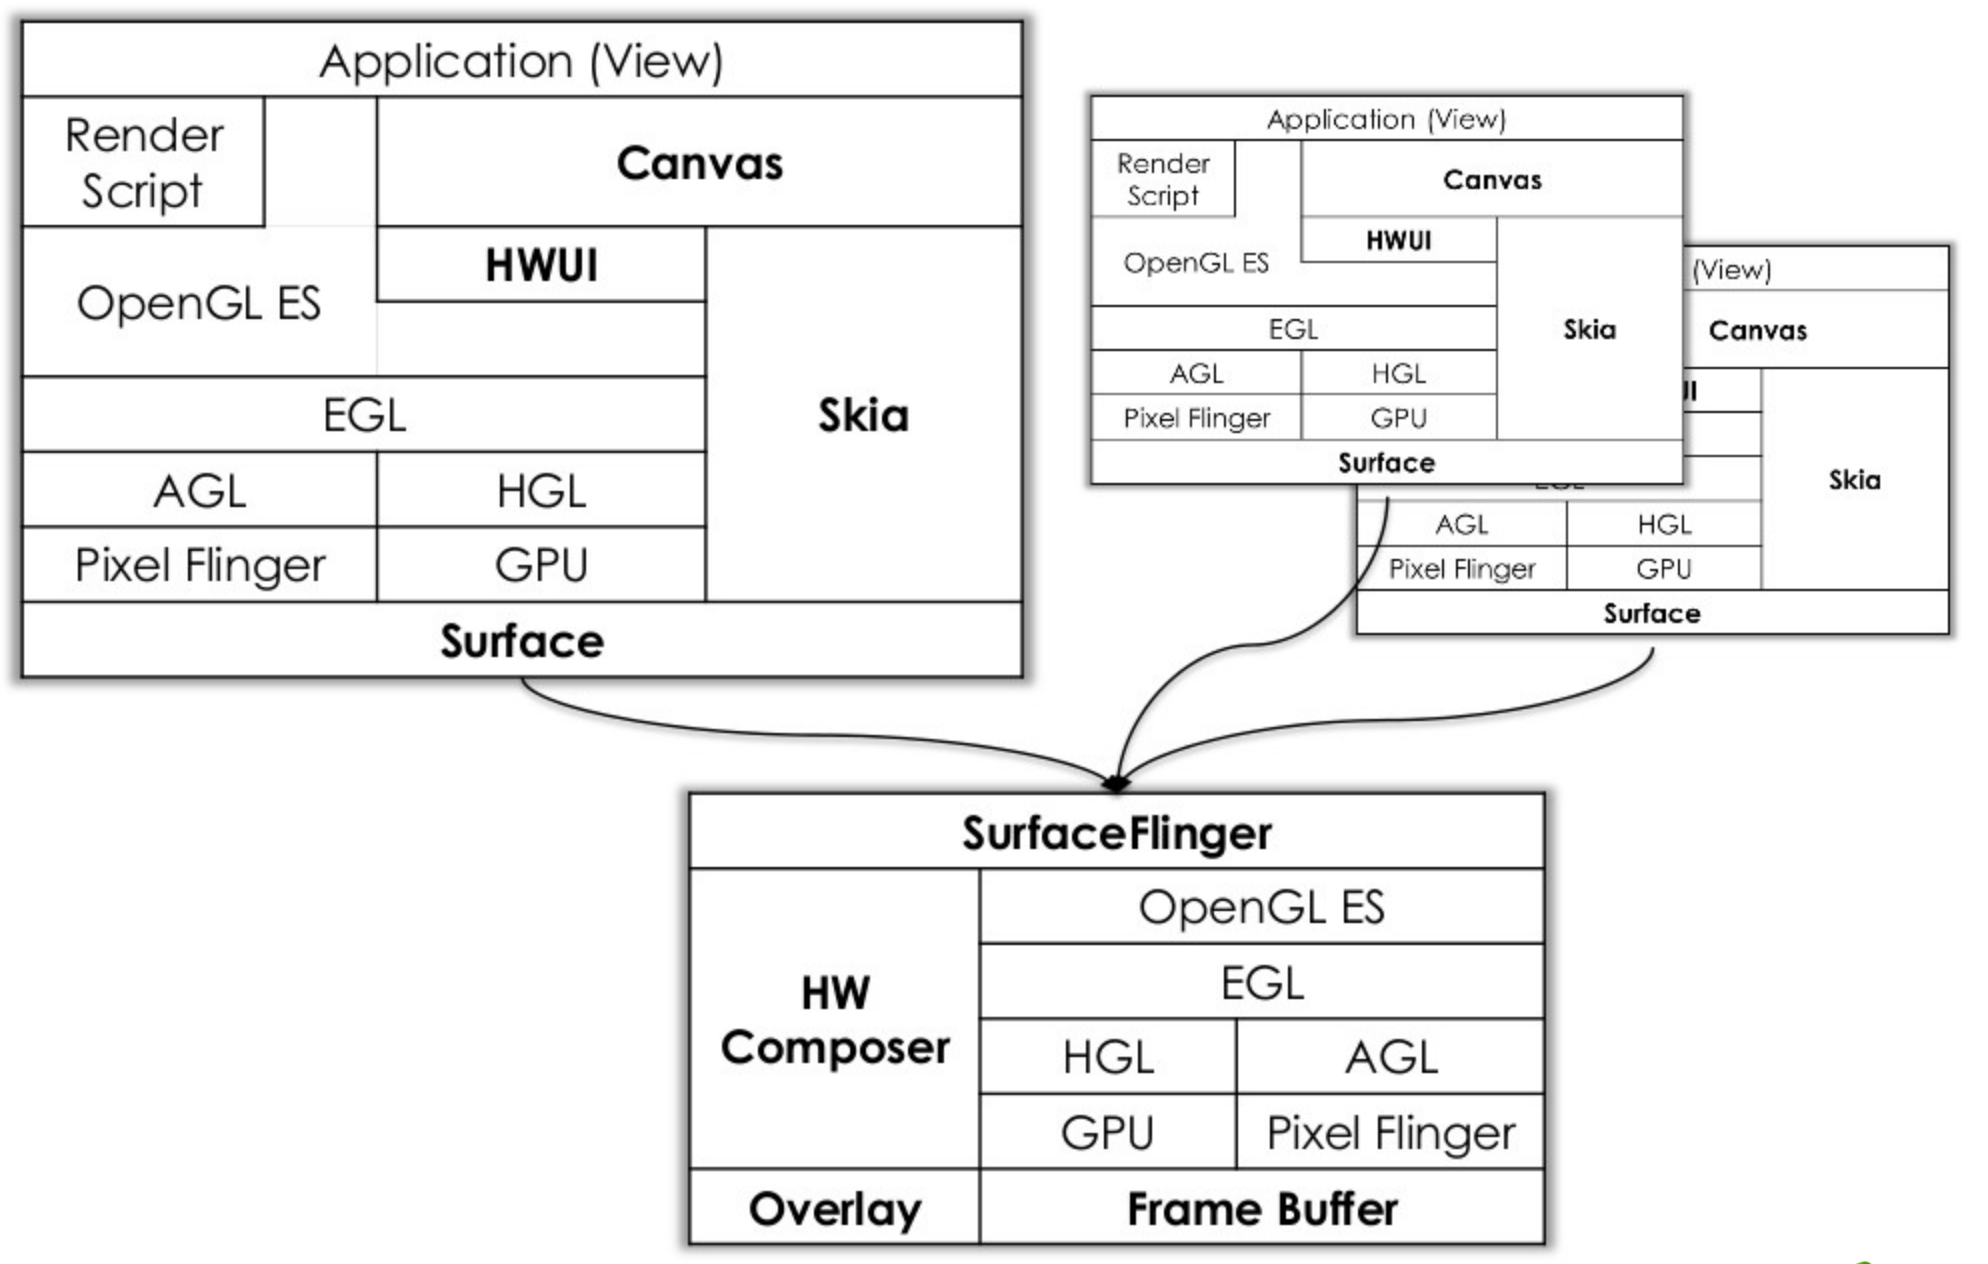 Application (View)
Render
Script
Canvas
OpenGL ES
HWUI
Skia
EGL
AGL
HGL
Pixel Flinger
GPU
Surface
Application (View)
Render
Script
Canvas
HWUI
OpenGL ES
EGL
Skia
AGL
HGL
Pixel Flinger
GPU
Surface
(View)
Canvas
Skia
AGL
HGL
Pixel Flinger
GPU
Surface
SurfaceFlinger
HW
Composer
OpenGL ES
EGL
HGL
AGL
GPU
Pixel Flinger
Overlay
Frame Buffer